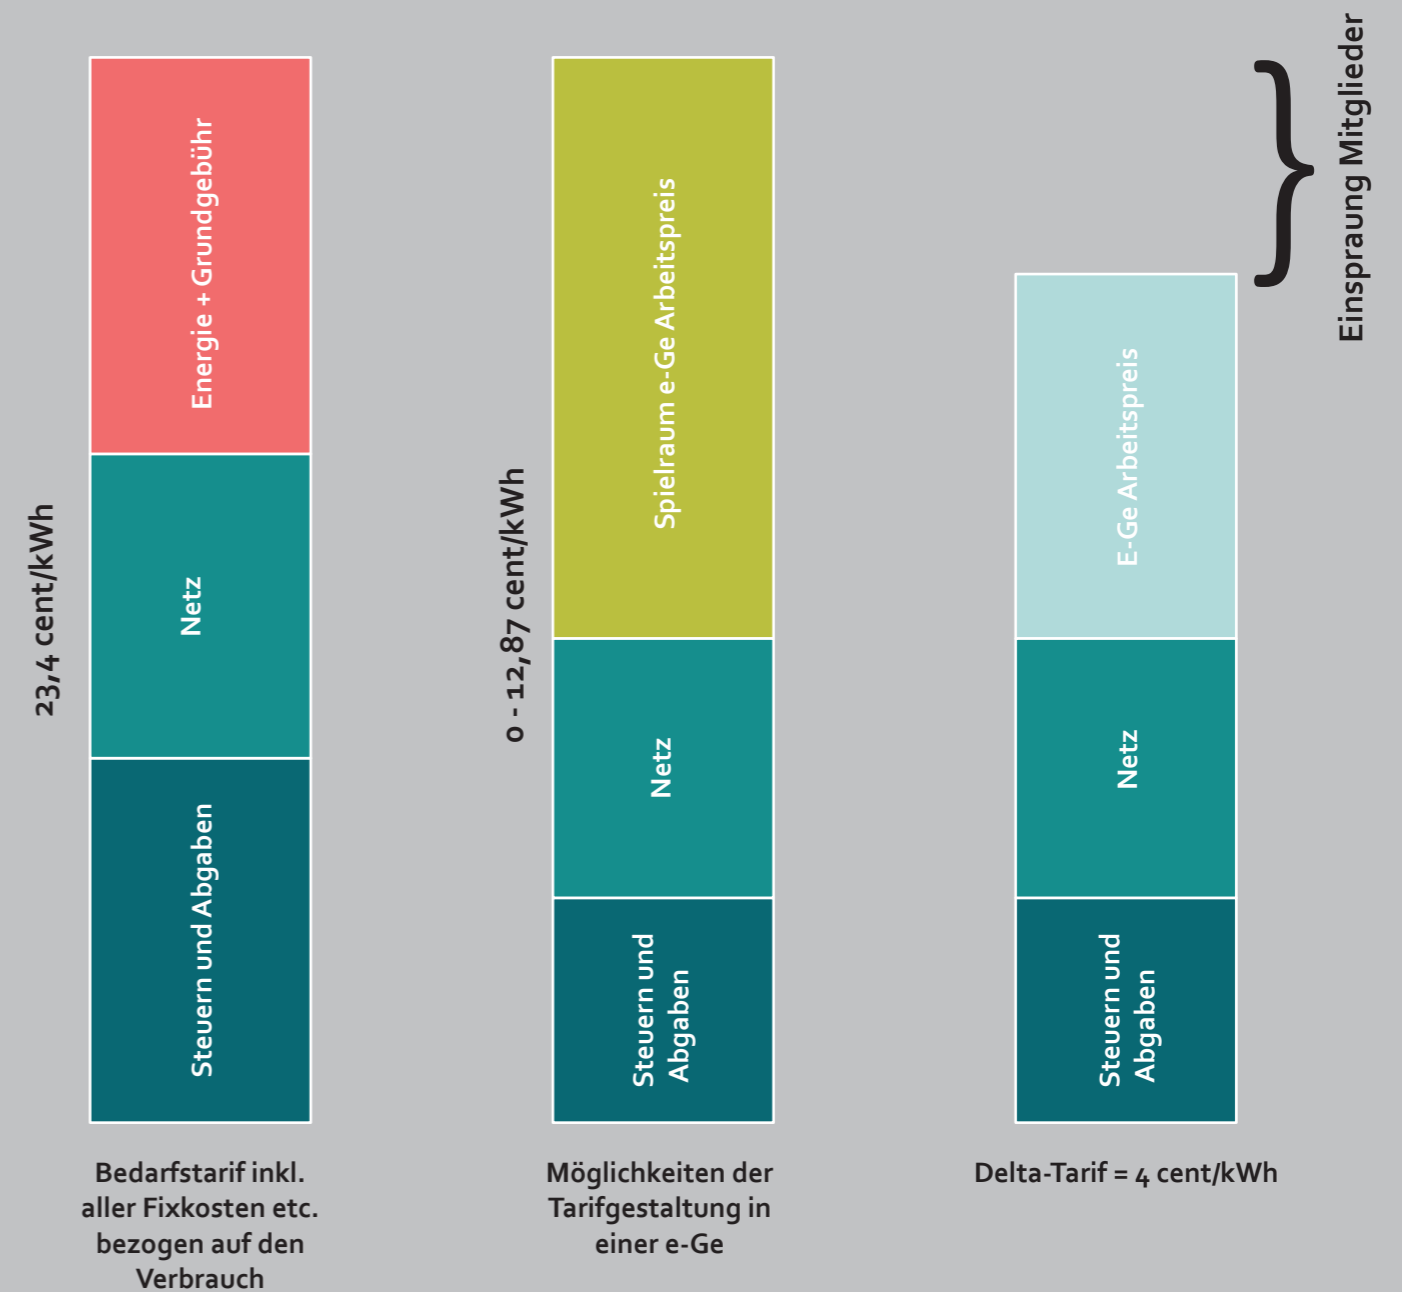 23,4 cent/kWh
Energie + Grundgebühr
Netz
Steuern und Abgaben
Bedarfstarif inkl.
aller Fixkosten etc.
bezogen auf den
Verbrauch
0 - 12,87 cent/kWh
Spielraum e-Ge Arbeitspreis
Netz
Steuern und
Abgaben
Möglichkeiten der
Tarifgestaltung in
einer e-Ge
E-Ge Arbeitspreis
Netz
Steuern und
Abgaben
Delta-Tarif = 4 cent/kWh
Einspraung Mitglieder